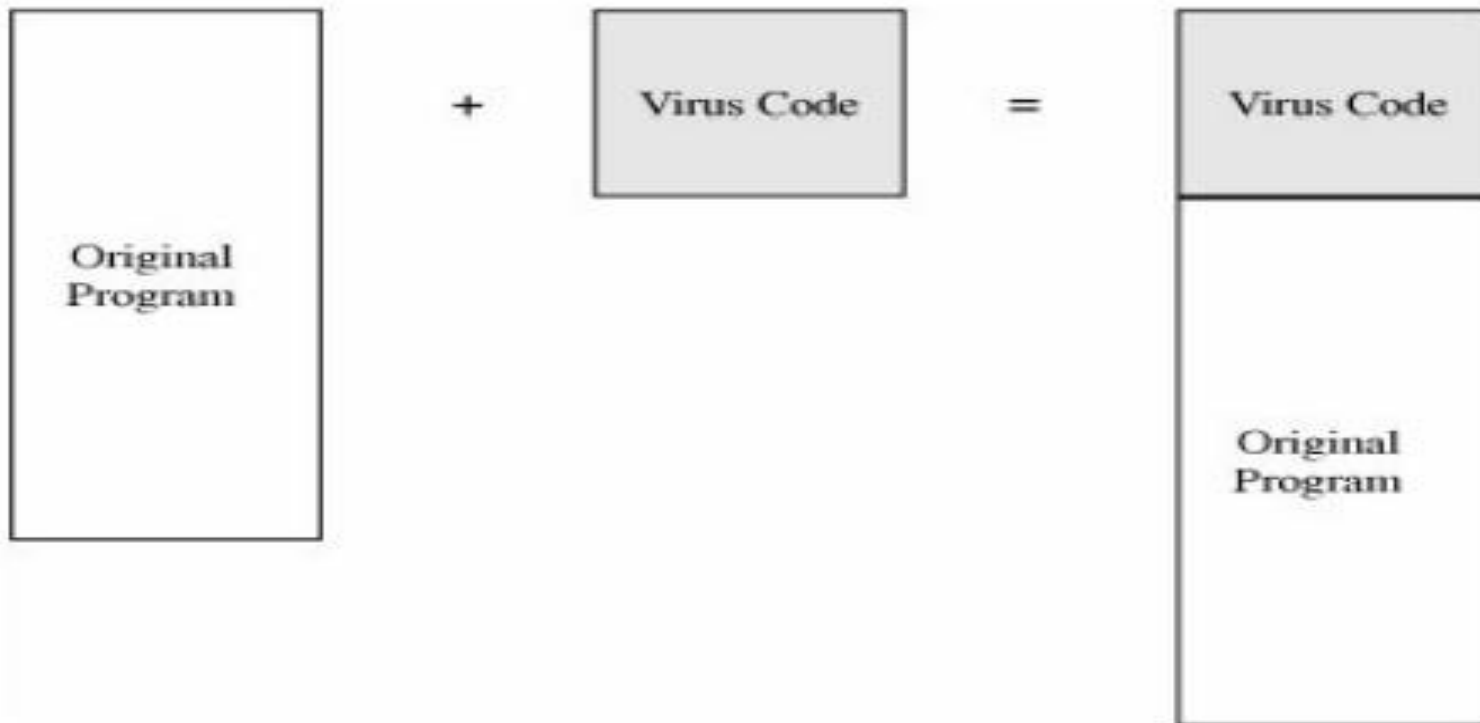 +
Virus Code
=
Virus Code
Original
Program
Original
Program